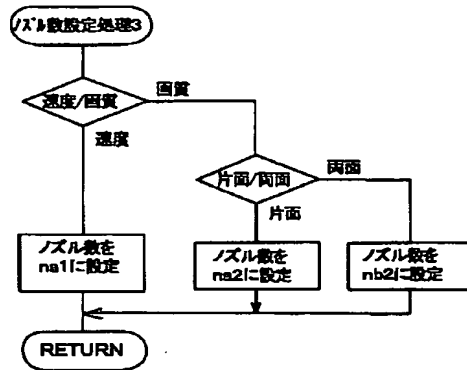 ノズル数設定処理3
速度/画質
画質
速度
片面/両面
両面
片面
ノズル数を
na1に設定
ノズル数を
na2に設定
ノズル数を
nb2に設定
RETURN